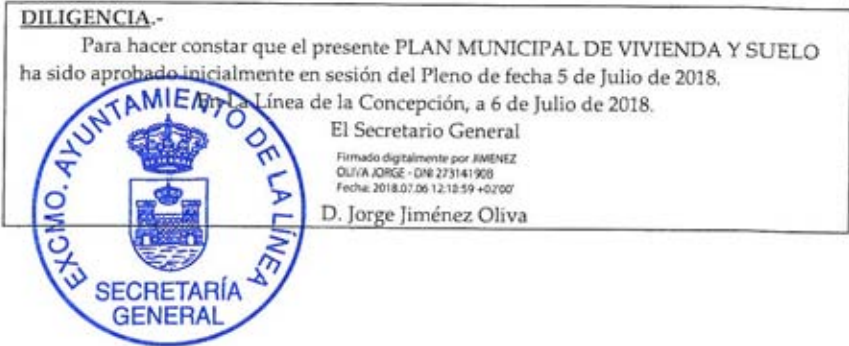 DILIGENCIA.-
Para hacer constar que el presente PLAN MUNICIPAL DE VIVIENDA Y SUELO
ha sido aprobado inicialmente en sesión del Pleno de fecha 5 de Julio de 2018.
En La Línea de la Concepción, a 6 de Julio de 2018.
El Secretario General
Firmado digitalmente por JIMENEZ
OLIVA JORGE - DNI 27314190B
Fecha: 2018.07.06 12:18:59 +02'00'
D. Jorge Jiménez Oliva
EXCMO. AYUNTAMIENTO DE LA LÍNEA
SECRETARÍA
GENERAL